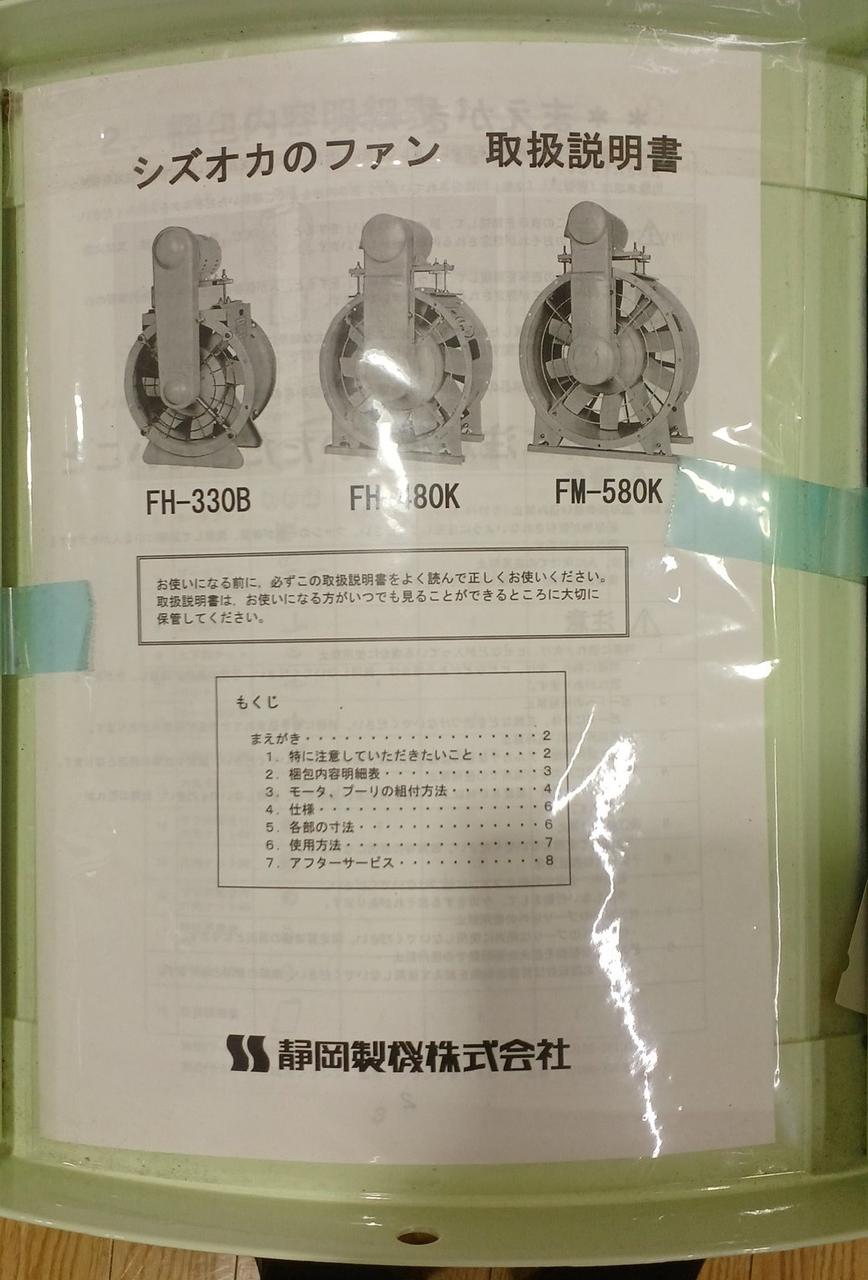 シズオカのファン 取扱説明書
FH-330B FH-480K FM-580K
お使いになる前に、必ずこの取扱説明書をよく読んで正しくお使いください。
取扱説明書は、お使いになる方がいつでも見ることができるところに大切に
保管してください。
もくじ
まえがき・・・・・・・・・・・・・・・・・・・2
1. 特に注意していただきたいこと・・・・・2
2. 梱包内容明細表・・・・・・・・・・・・3
3. モータ、プーリの組付方法・・・・・・・4
4. 仕様・・・・・・・・・・・・・・・・・6
5. 各部の寸法・・・・・・・・・・・・・・6
6. 使用方法・・・・・・・・・・・・・・・7
7. アフターサービス・・・・・・・・・・・8
静岡製機株式会社